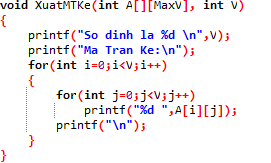 void XuatMTKe(int A[][MaxV], int V)
{
printf("So dinh la %d \n",V);
printf("Ma Tran Ke:\n");
for(int i=0;i<V;i++)
{
for(int j=0;j<V;j++)
printf("%d ",A[i][j]);
printf("\n");
}
}